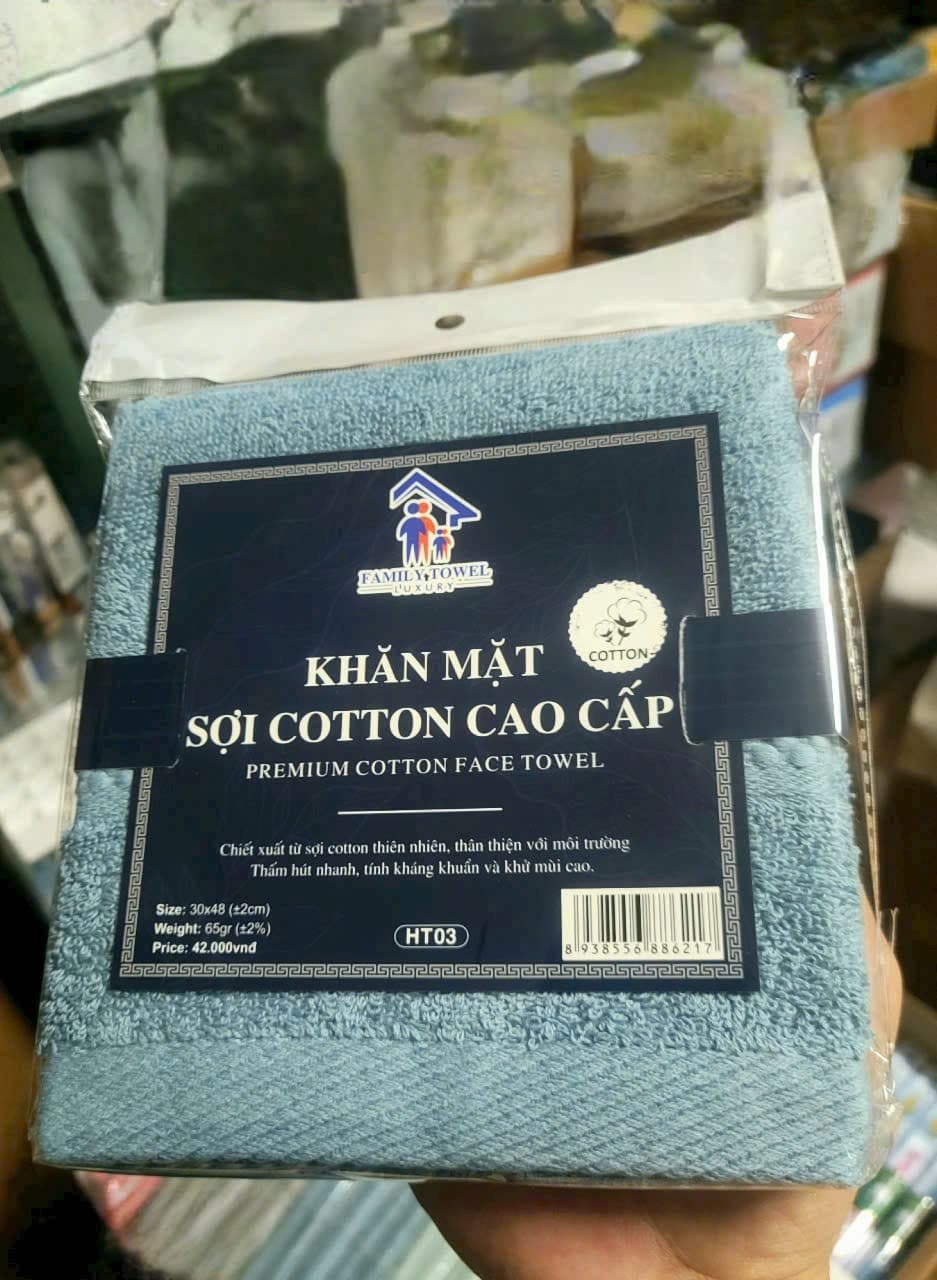 FAMILY TOWEL
LUXURY
COTTON
KHĂN MẶT
SỢI COTTON CAO CẤP
PREMIUM COTTON FACE TOWEL
Chiết xuất từ sợi cotton thiên nhiên, thân thiện với môi trường
Thấm hút nhanh, tính kháng khuẩn và khử mùi cao.
Size: 30x48 (±2cm)
Weight: 65gr (±2%)
Price: 42.000vnđ
HT03
8 938556 886217